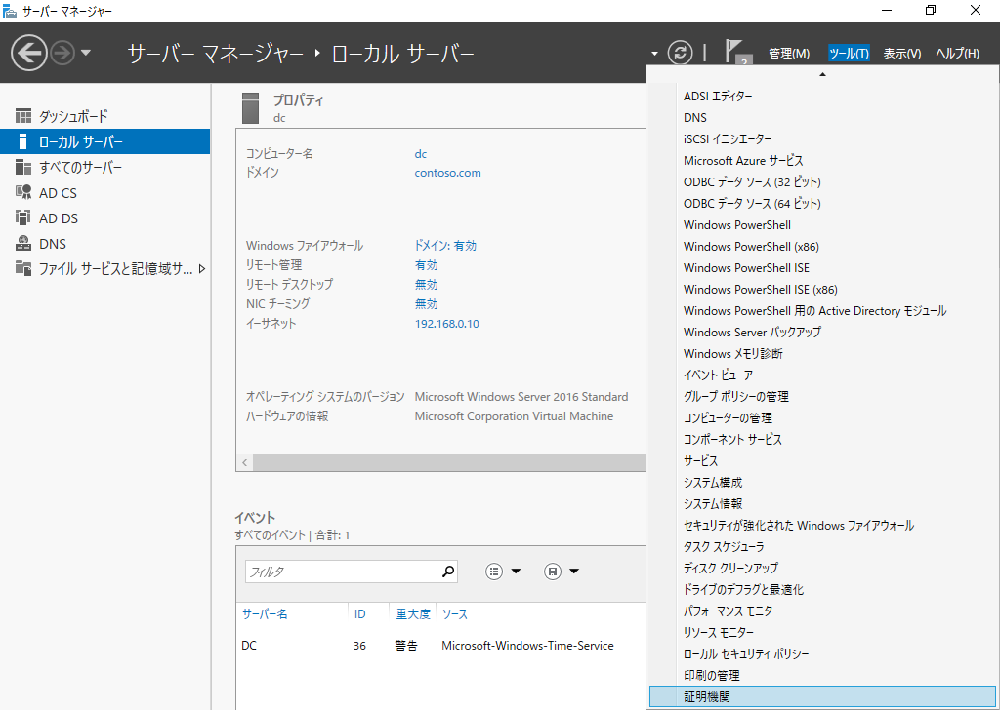 サーバー マネージャー
サーバー マネージャー ‣ ローカル サーバー
管理(M) ツール(T) 表示(V) ヘルプ(H)
ダッシュボード
ローカル サーバー
すべてのサーバー
AD CS
AD DS
DNS
ファイル サービスと記憶域サ...
プロパティ
dc
コンピューター名 dc
ドメイン contoso.com
Windows ファイアウォール ドメイン: 有効
リモート管理 有効
リモート デスクトップ 無効
NIC チーミング 無効
イーサネット 192.168.0.10
オペレーティング システムのバージョン Microsoft Windows Server 2016 Standard
ハードウェアの情報 Microsoft Corporation Virtual Machine
イベント
すべてのイベント | 合計: 1
フィルター
サーバー名 ID 重大度 ソース
DC 36 警告 Microsoft-Windows-Time-Service
ADSI エディター
DNS
iSCSI イニシエーター
Microsoft Azure サービス
ODBC データ ソース (32 ビット)
ODBC データ ソース (64 ビット)
Windows PowerShell
Windows PowerShell (x86)
Windows PowerShell ISE
Windows PowerShell ISE (x86)
Windows PowerShell 用の Active Directory モジュール
Windows Server バックアップ
Windows メモリ診断
イベント ビューアー
グループ ポリシーの管理
コンピューターの管理
コンポーネント サービス
サービス
システム構成
システム情報
セキュリティが強化された Windows ファイアウォール
タスク スケジューラ
ディスク クリーンアップ
ドライブのデフラグと最適化
パフォーマンス モニター
リソース モニター
ローカル セキュリティ ポリシー
印刷の管理
証明機関